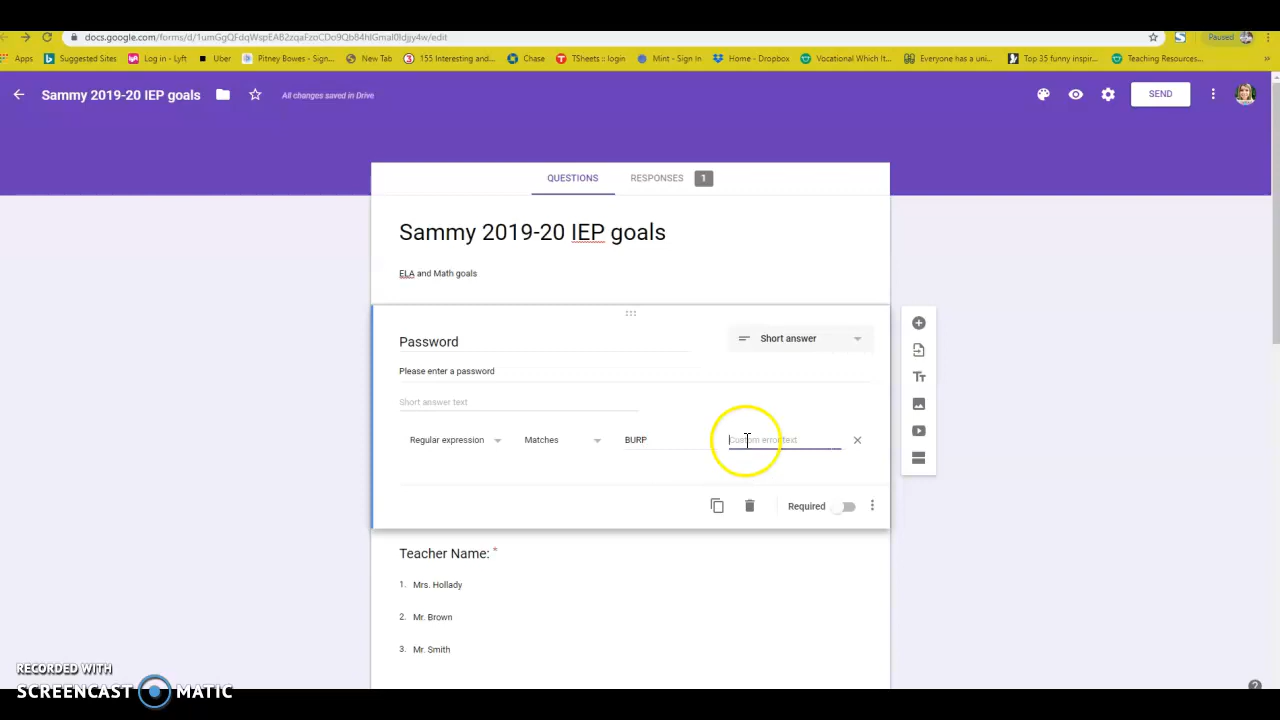 docs.google.com/forms/d/1umGgQFdqWspEA82zqaFzoCDo9Qb84hlGmal0Idjjy4w/edit
Paused
Apps
Suggested Sites
Log in - Lyft
Uber
Pitney Bowes - Sign...
New Tab
155 Interesting and...
Chase
TSheets :: login
Mint - Sign In
Home - Dropbox
Vocational Which It...
Everyone has a uni...
Top 35 funny inspir...
Teaching Resources...
»
Sammy 2019-20 IEP goals
All changes saved in Drive
SEND
QUESTIONS
RESPONSES
1
Sammy 2019-20 IEP goals
ELA and Math goals
Password
Short answer
Please enter a password
Short answer text
Regular expression
Matches
BURP
Custom error text
Required
Teacher Name: *
1. Mrs. Hollady
2. Mr. Brown
3. Mr. Smith
RECORDED WITH
SCREENCAST MATIC